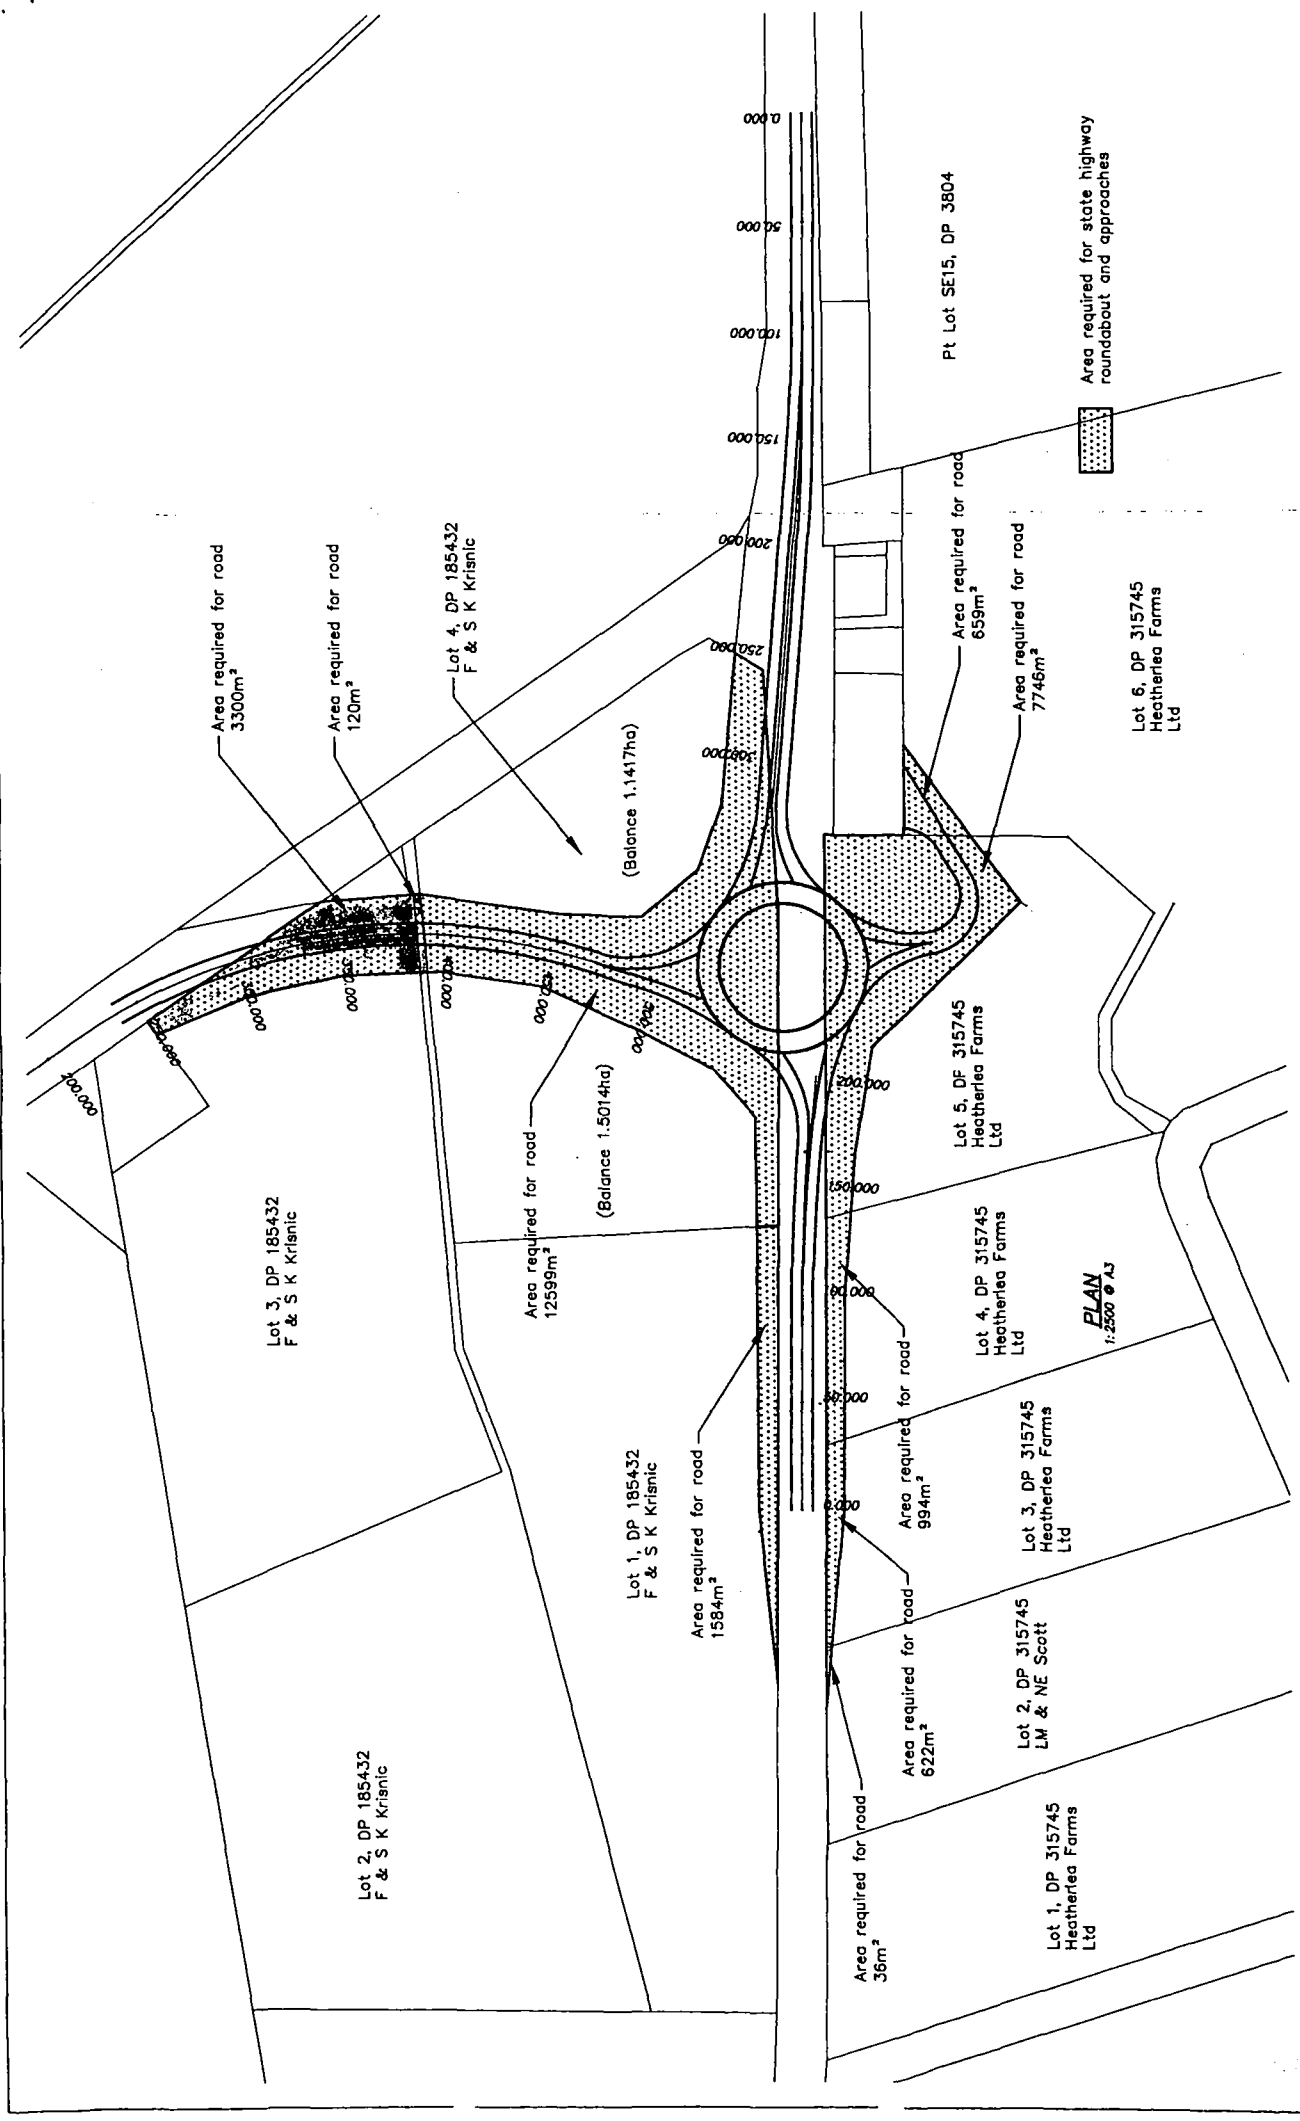 Area required for road
3300m²
Area required for road
120m²
Lot 4, DP 185432
F & S K Krisnic
(Balance 1.1417ha)
0.000
50.000
100.000
150.000
200.000
250.000
300.000
Pt Lot SE15, DP 3804
Area required for state highway
roundabout and approaches
Area required for road
659m²
Area required for road
7746m²
Lot 6, DP 315745
Heatherlea Farms
Ltd
200.000
Lot 3, DP 185432
F & S K Krisnic
Area required for road
12599m²
(Balance 1.5014ha)
Lot 5, DP 315745
Heatherlea Farms
Ltd
200.000
150.000
Lot 4, DP 315745
Heatherlea Farms
Ltd
PLAN
1:2500 @ A3
Lot 1, DP 185432
F & S K Krisnic
Area required for road
1584m²
50.000
0.000
Area required for road
994m²
Lot 3, DP 315745
Heatherlea Farms
Ltd
Lot 2, DP 185432
F & S K Krisnic
Area required for road
622m²
Lot 2, DP 315745
LM & NE Scott
Area required for road
36m²
Lot 1, DP 315745
Heatherlea Farms
Ltd